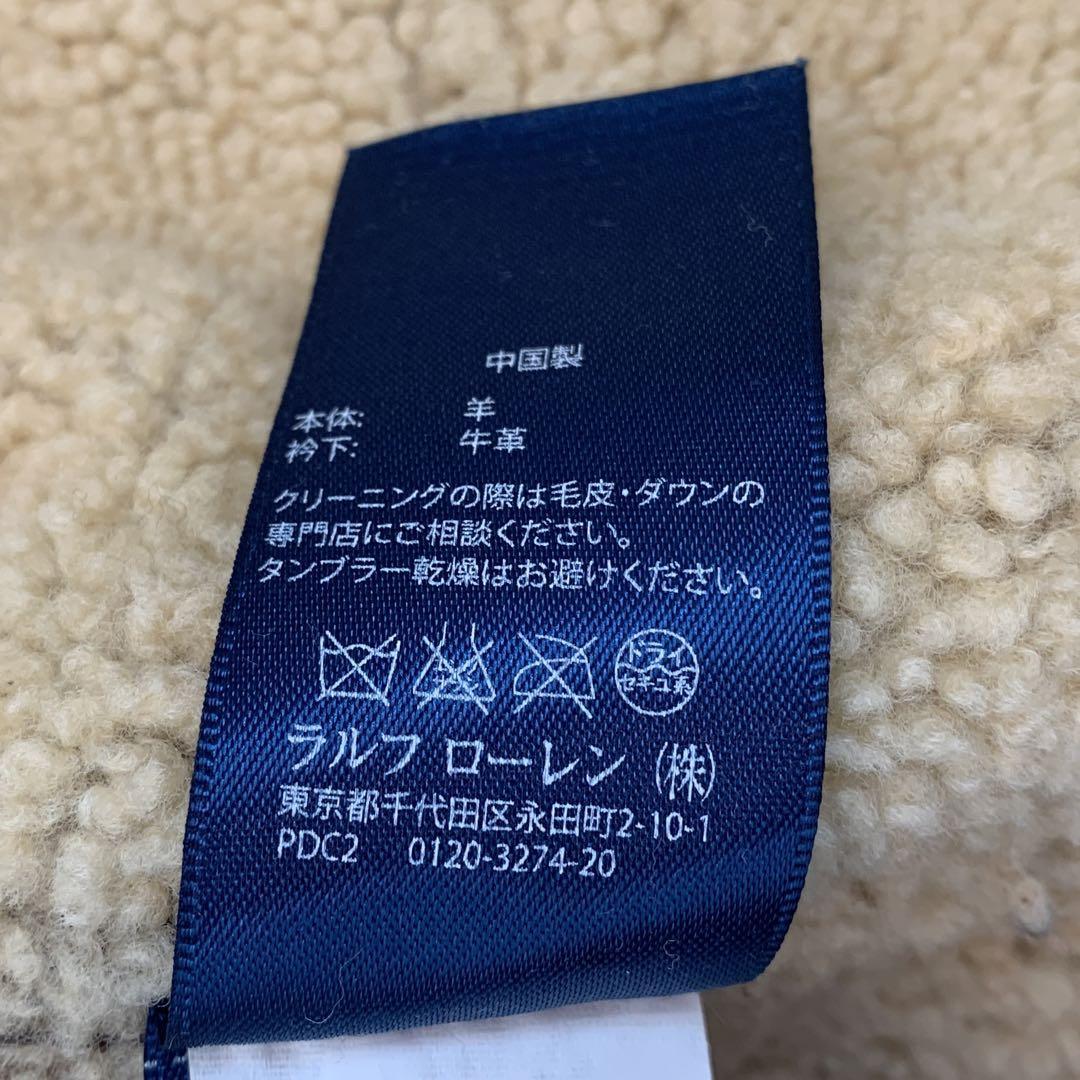 中国製
本体: 羊
衿下: 牛革
クリーニングの際は毛皮・ダウンの
専門店にご相談ください。
タンブラー乾燥はお避けください。
ドライ
セキユ系
ラルフ ローレン (株)
東京都千代田区永田町2-10-1
PDC2 0120-3274-20